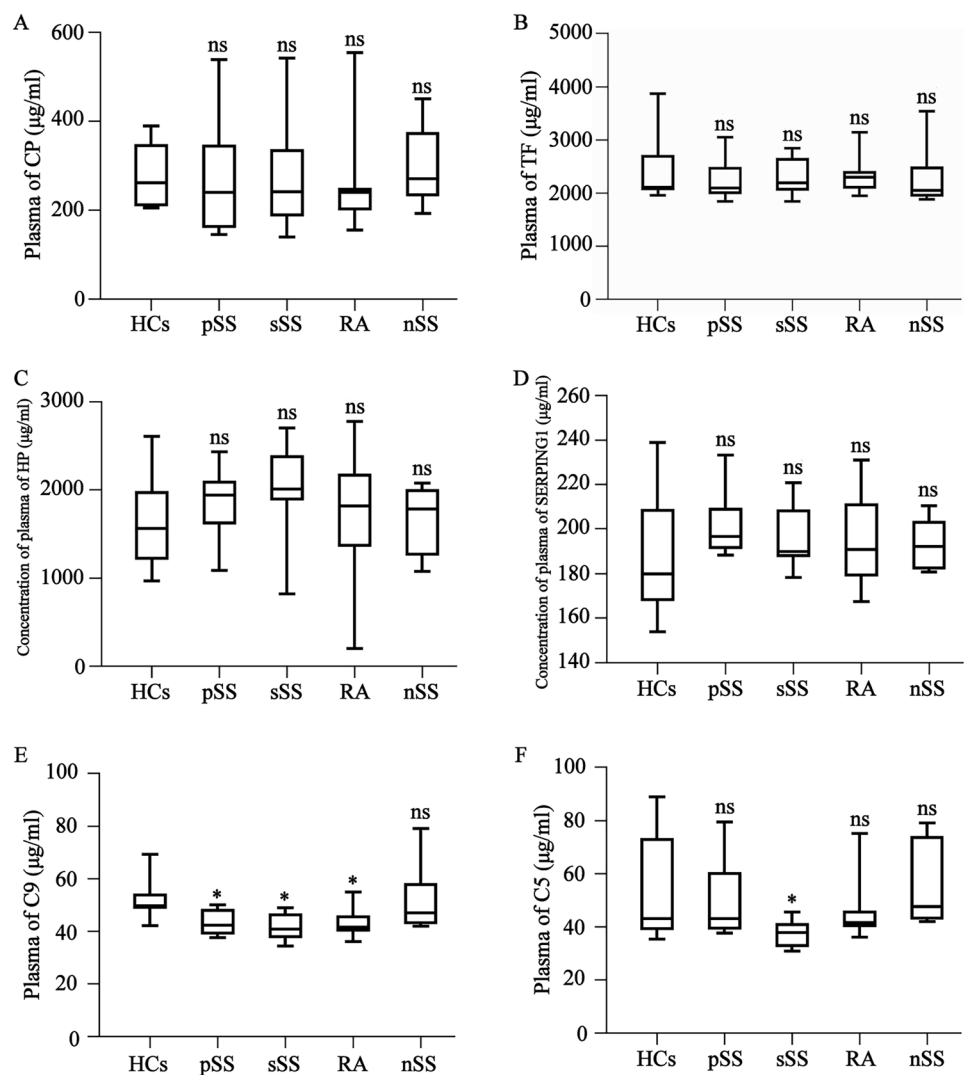 A
Plasma of CP (μg/ml)
600
400
200
0
ns
ns
ns
ns
HCs pSS sSS RA nSS
B
Plasma of TF (μg/ml)
5000
4000
3000
2000
1000
0
ns
ns
ns
ns
HCs pSS sSS RA nSS
C
Concentration of plasma of HP (μg/ml)
3000
2000
1000
0
ns
ns
ns
ns
HCs pSS sSS RA nSS
D
Concentration of plasma of SERPING1 (μg/ml)
260
240
220
200
180
160
140
ns
ns
ns
ns
HCs pSS sSS RA nSS
E
Plasma of C9 (μg/ml)
100
80
60
40
20
0
*
*
*
ns
HCs pSS sSS RA nSS
F
Plasma of C5 (μg/ml)
100
80
60
40
20
0
ns
*
ns
ns
HCs pSS sSS RA nSS